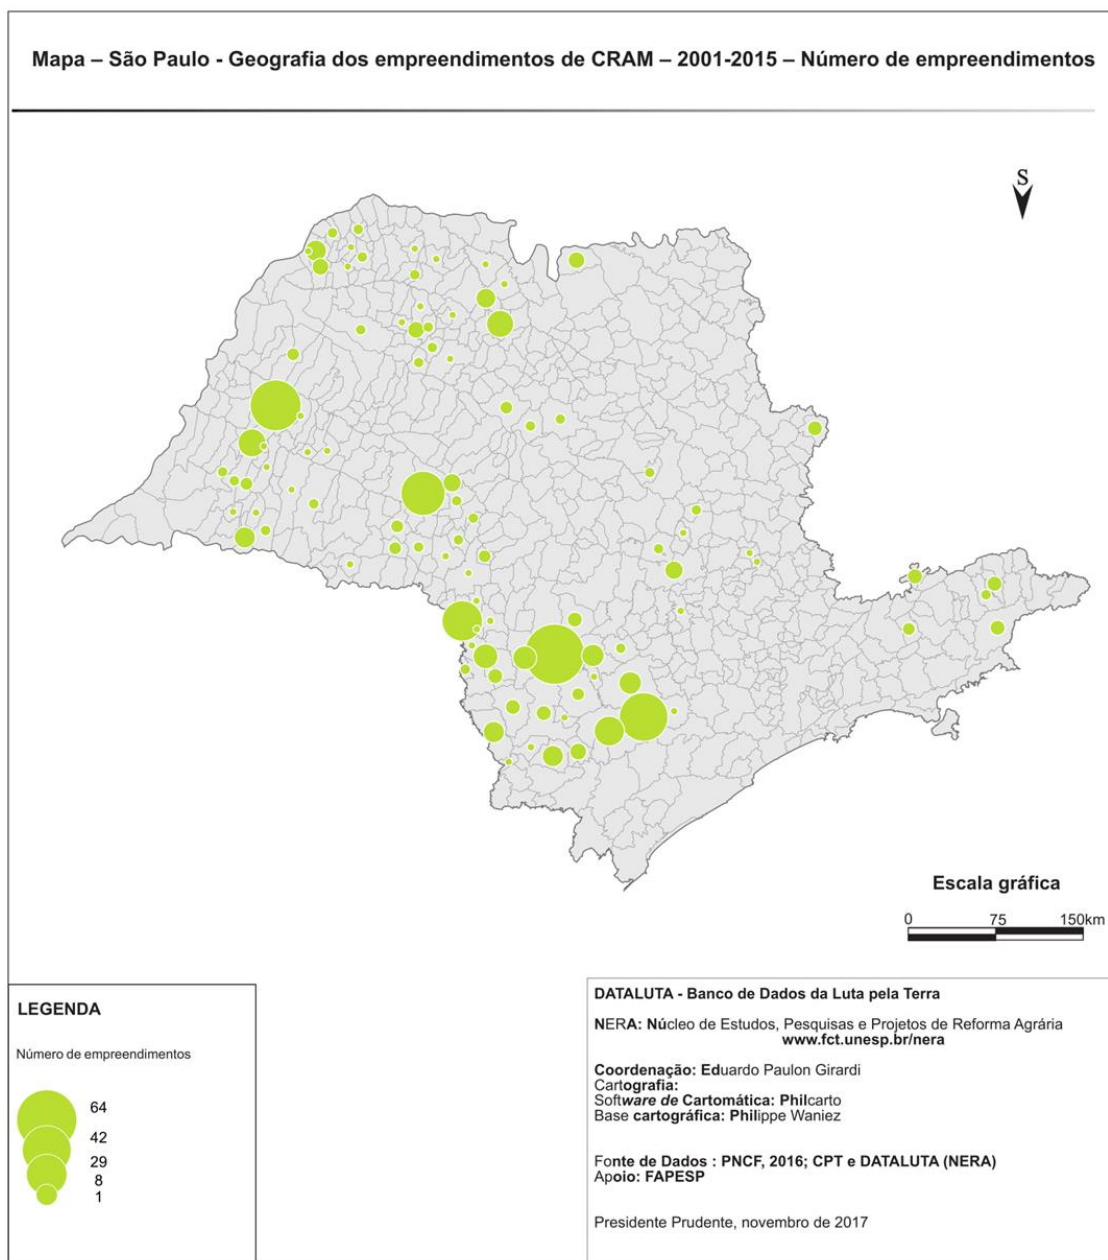 Mapa – São Paulo - Geografia dos empreendimentos de CRAM – 2001-2015 – Número de empreendimentos
S
Escala gráfica
0 75 150km
LEGENDA
Número de empreendimentos
64
42
29
8
1
DATALUTA - Banco de Dados da Luta pela Terra
NERA: Núcleo de Estudos, Pesquisas e Projetos de Reforma Agrária
www.fct.unesp.br/nera
Coordenação: Eduardo Paulon Girardi
Cartografia:
Software de Cartomática: Philcarto
Base cartográfica: Philippe Waniez
Fonte de Dados : PNCF, 2016; CPT e DATALUTA (NERA)
Apoio: FAPESP
Presidente Prudente, novembro de 2017